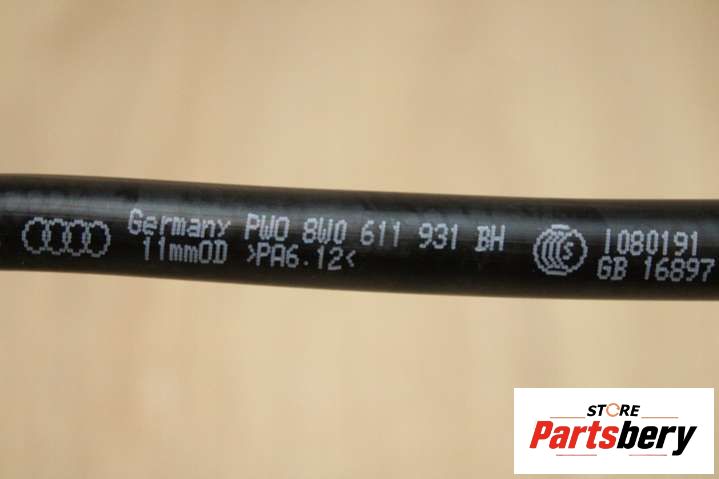 Germany PWO 8W0 611 931 BH
11mmOD >PA6.12<
S
1080191
GB 16897
STORE
Partsbery